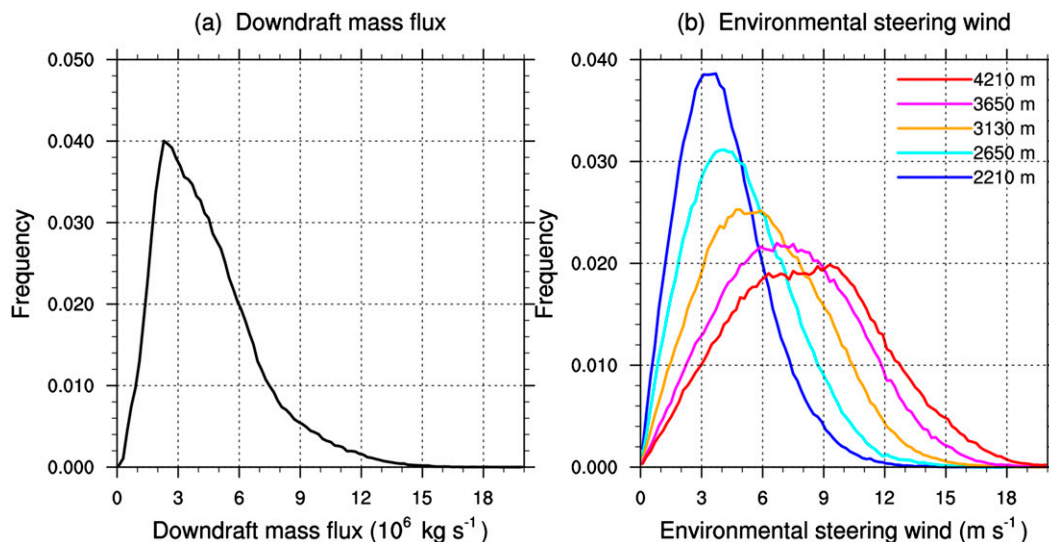 (a) Downdraft mass flux
0.050
0.040
0.030
0.020
0.010
0.000
Frequency
0 3 6 9 12 15 18
Downdraft mass flux (10⁶ kg s⁻¹)
(b) Environmental steering wind
0.040
0.030
0.020
0.010
0.000
Frequency
4210 m
3650 m
3130 m
2650 m
2210 m
0 3 6 9 12 15 18
Environmental steering wind (m s⁻¹)